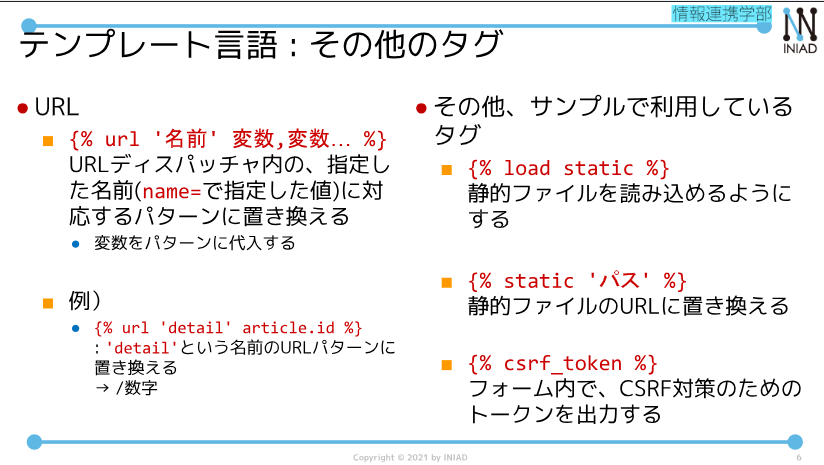 情報連携学部
INIAD
テンプレート言語：その他のタグ
URL
{% url '名前' 変数,変数… %}
URLディスパッチャ内の、指定し
た名前(name=で指定した値)に対
応するパターンに置き換える
変数をパターンに代入する
例）
{% url 'detail' article.id %}
: 'detail'という名前のURLパターンに
置き換える
→ /数字
その他、サンプルで利用している
タグ
{% load static %}
静的ファイルを読み込めるように
する
{% static 'パス' %}
静的ファイルのURLに置き換える
{% csrf_token %}
フォーム内で、CSRF対策のための
トークンを出力する
Copyright © 2021 by INIAD
6